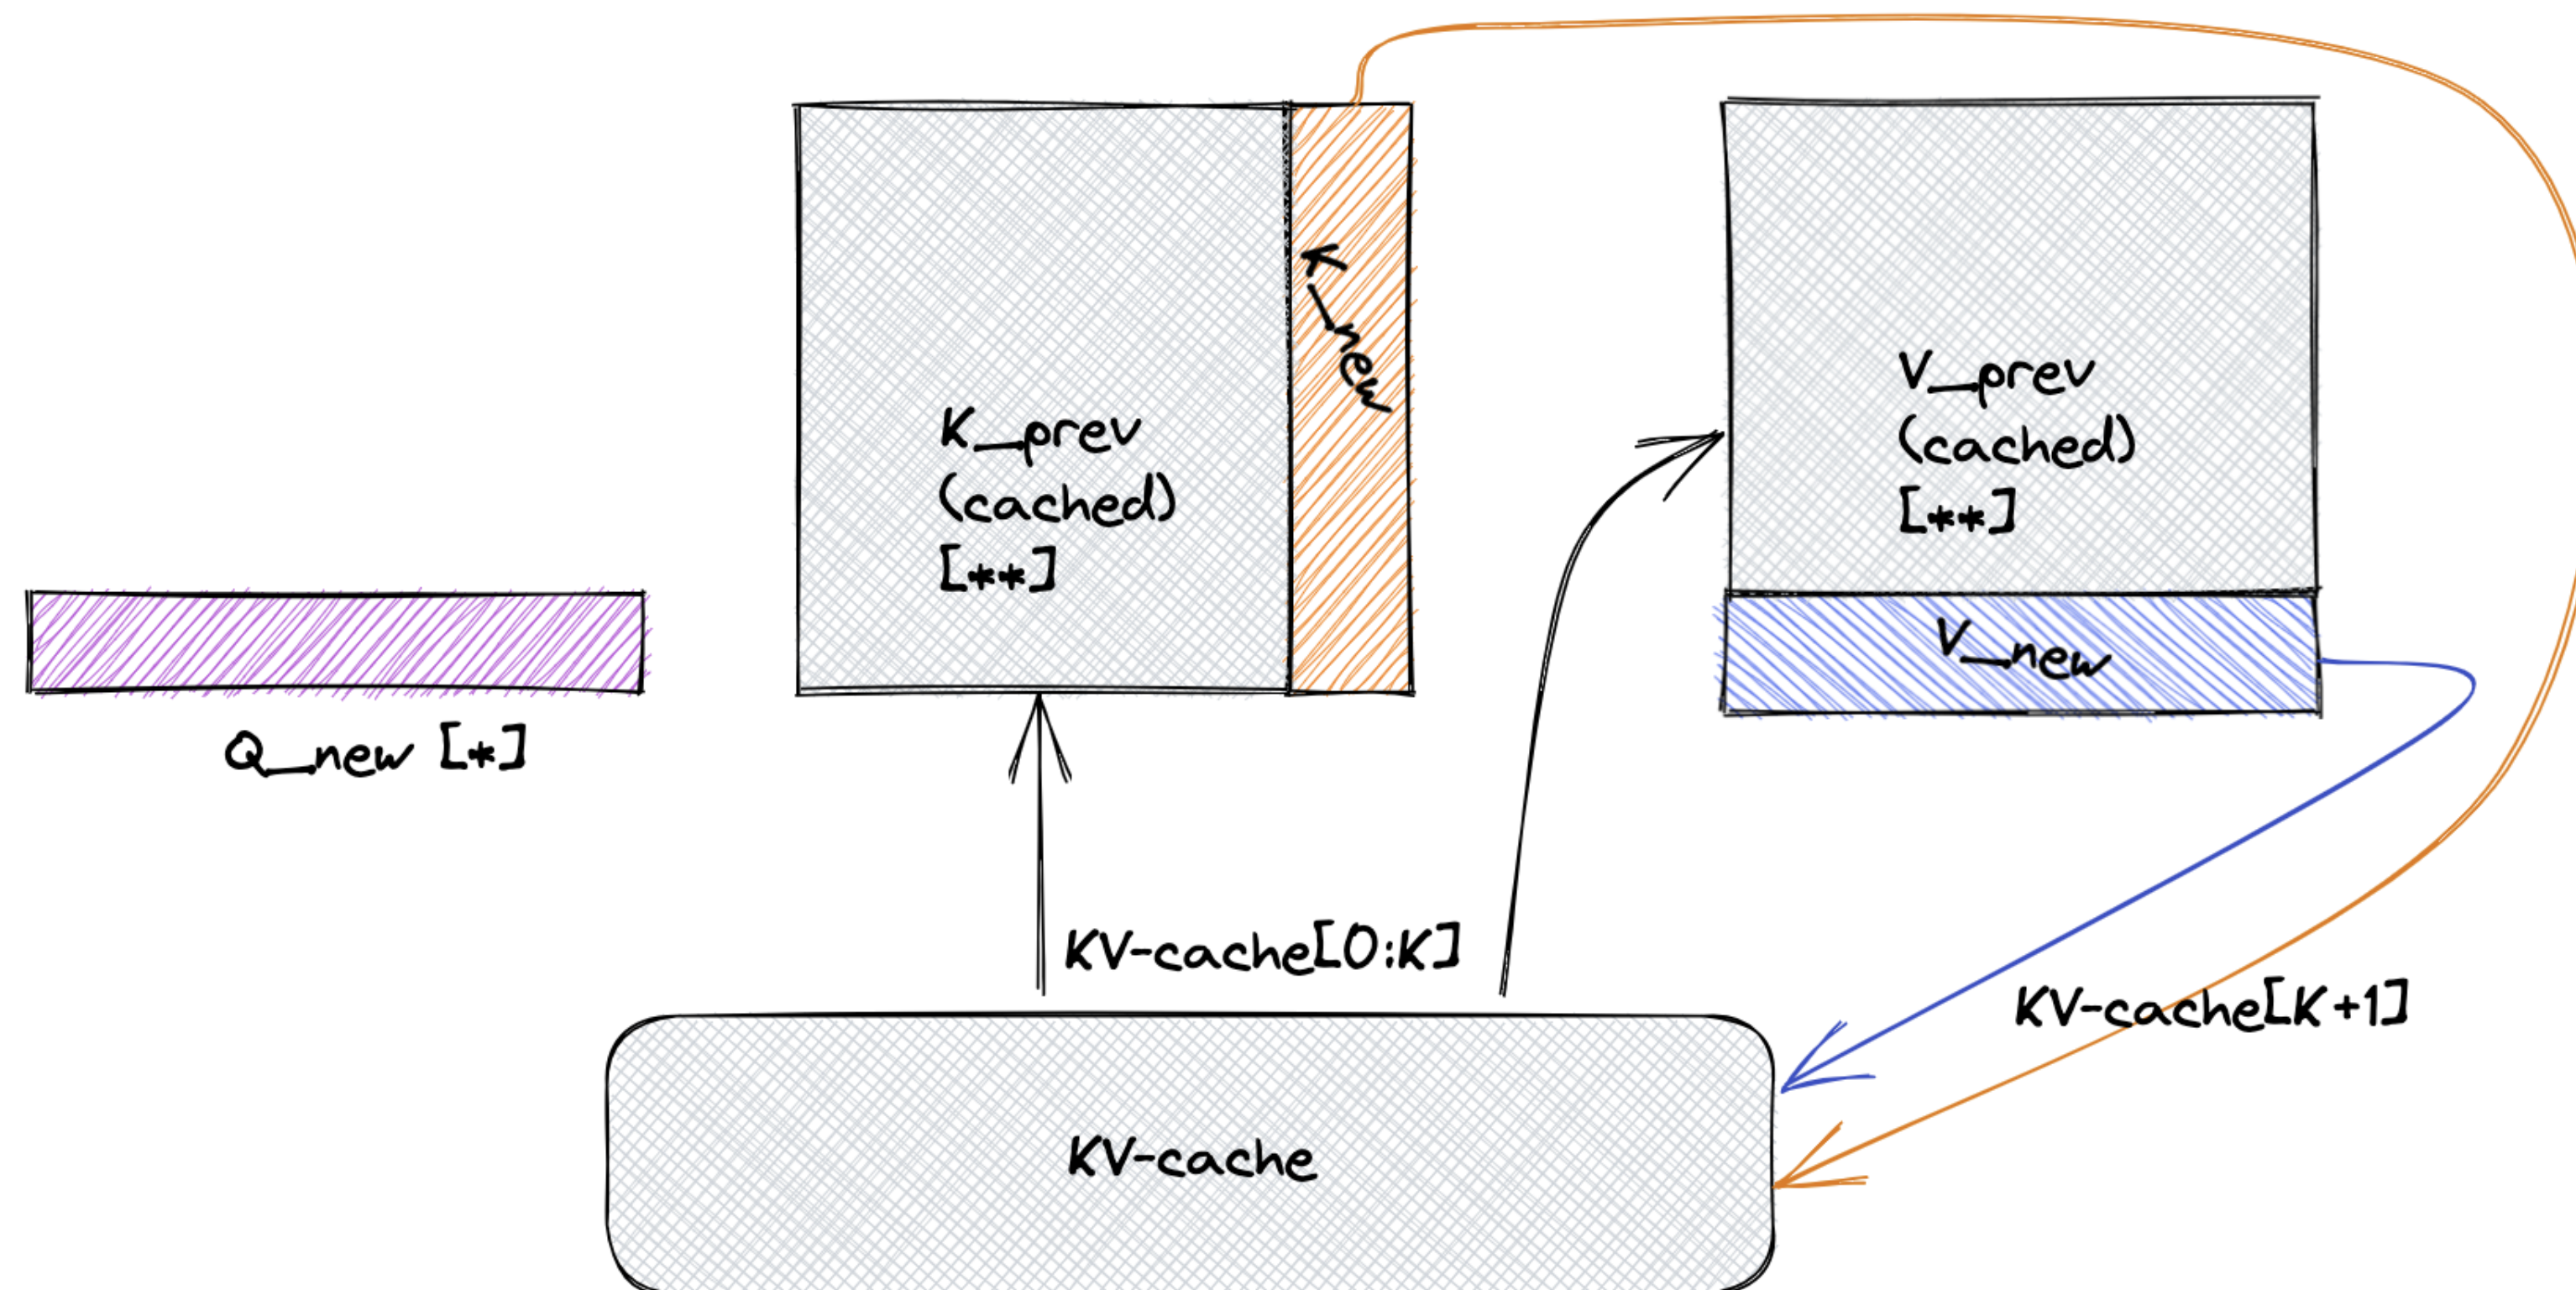 K_new
K_prev
(cached)
[**]
V_prev
(cached)
[**]
V_new
Q_new [*]
KV-cache[0:K]
KV-cache[K+1]
KV-cache